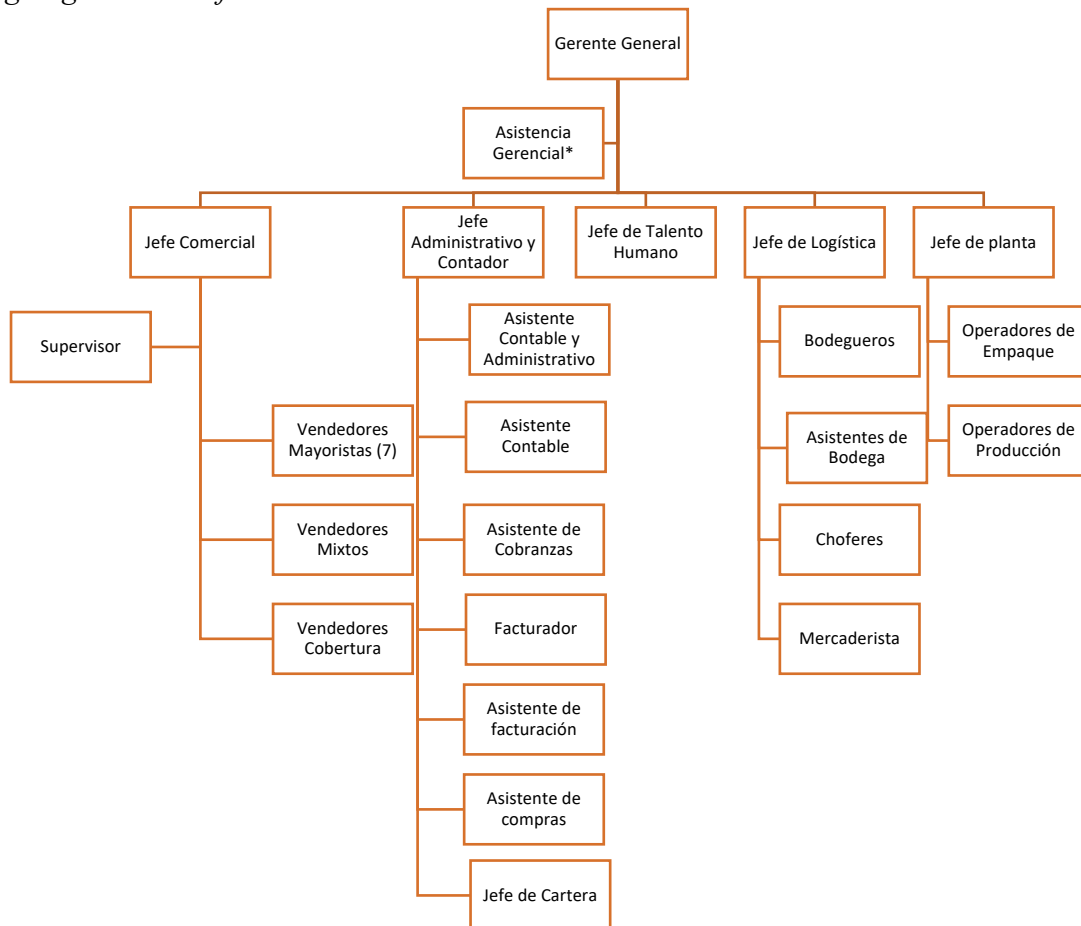 Gerente General
Asistencia
Gerencial*
Jefe Comercial
Jefe
Administrativo y
Contador
Jefe de Talento
Humano
Jefe de Logística
Jefe de planta
Supervisor
Asistente
Contable y
Administrativo
Bodegueros
Operadores de
Empaque
Vendedores
Mayoristas (7)
Asistente
Contable
Asistentes de
Bodega
Operadores de
Producción
Vendedores
Mixtos
Asistente de
Cobranzas
Choferes
Vendedores
Cobertura
Facturador
Mercaderista
Asistente de
facturación
Asistente de
compras
Jefe de Cartera